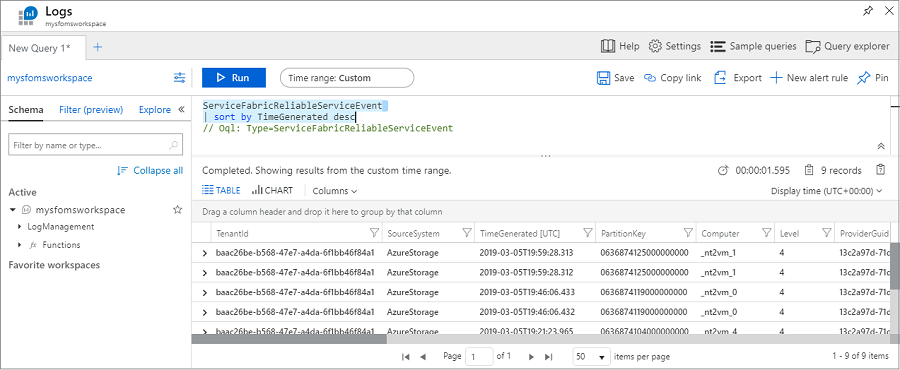 Logs
mysfomsworkspace
New Query 1*
Help
Settings
Sample queries
Query explorer
mysfomsworkspace
Run
Time range: Custom
Save
Copy link
Export
New alert rule
Pin
Schema
Filter (preview)
Explore
ServiceFabricReliableServiceEvent
| sort by TimeGenerated desc
// Oql: Type=ServiceFabricReliableServiceEvent
Filter by name or type...
Collapse all
Active
mysfomsworkspace
LogManagement
fx Functions
Favorite workspaces
Completed. Showing results from the custom time range.
00:00:01.595
9 records
TABLE
CHART
Columns
Display time (UTC+00:00)
Drag a column header and drop it here to group by that column
TenantId SourceSystem TimeGenerated [UTC] PartitionKey Computer Level ProviderGuid
baac26be-b568-47e7-a4da-6f1bb46f84a1 AzureStorage 2019-03-05T19:59:28.313 0636874125000000000 _nt2vm_1 4 13c2a97d-71d
baac26be-b568-47e7-a4da-6f1bb46f84a1 AzureStorage 2019-03-05T19:59:28.312 0636874125000000000 _nt2vm_1 4 13c2a97d-71d
baac26be-b568-47e7-a4da-6f1bb46f84a1 AzureStorage 2019-03-05T19:46:06.433 0636874119000000000 _nt2vm_0 4 13c2a97d-71d
baac26be-b568-47e7-a4da-6f1bb46f84a1 AzureStorage 2019-03-05T19:46:06.432 0636874119000000000 _nt2vm_0 4 13c2a97d-71d
baac26be-b568-47e7-a4da-6f1bb46f84a1 AzureStorage 2019-03-05T19:21:23.965 0636874104000000000 _nt2vm_4 4 13c2a97d-71d
Page 1 of 1
50 items per page
1 - 9 of 9 items